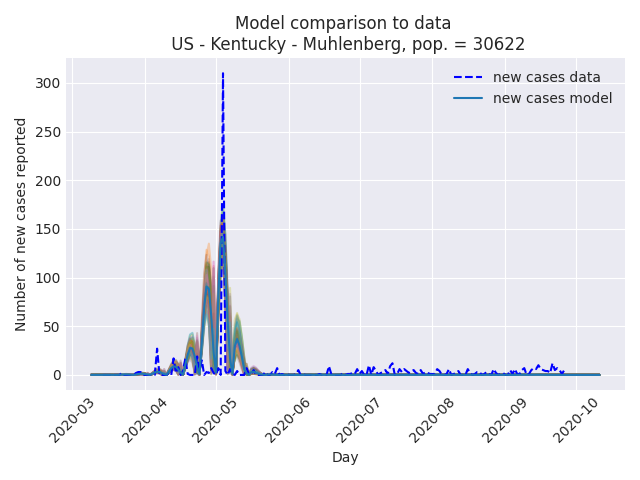 Model comparison to data
US - Kentucky - Muhlenberg, pop. = 30622
new cases data
new cases model
Number of new cases reported
300
250
200
150
100
50
0
2020-03
2020-04
2020-05
2020-06
2020-07
2020-08
2020-09
2020-10
Day